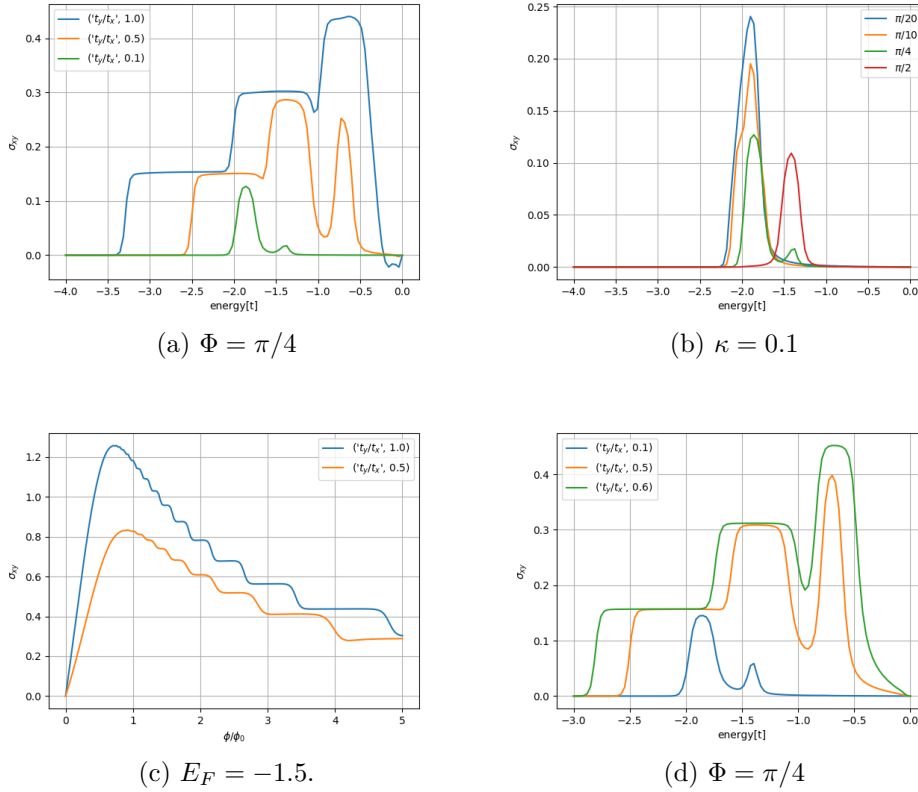 ('t_y/t_x', 1.0)
('t_y/t_x', 0.5)
('t_y/t_x', 0.1)
σ_xy
0.4
0.3
0.2
0.1
0.0
−4.0 −3.5 −3.0 −2.5 −2.0 −1.5 −1.0 −0.5 0.0
energy[t]
(a) Φ = π/4
π/20
π/10
π/4
π/2
σ_xy
0.25
0.20
0.15
0.10
0.05
0.00
−4.0 −3.5 −3.0 −2.5 −2.0 −1.5 −1.0 −0.5 0.0
energy[t]
(b) κ = 0.1
('t_y/t_x', 1.0)
('t_y/t_x', 0.5)
σ_xy
1.2
1.0
0.8
0.6
0.4
0.2
0.0
0 1 2 3 4 5
ϕ/ϕ_0
(c) E_F = −1.5.
('t_y/t_x', 0.1)
('t_y/t_x', 0.5)
('t_y/t_x', 0.6)
σ_xy
0.4
0.3
0.2
0.1
0.0
−3.0 −2.5 −2.0 −1.5 −1.0 −0.5 0.0
energy[t]
(d) Φ = π/4